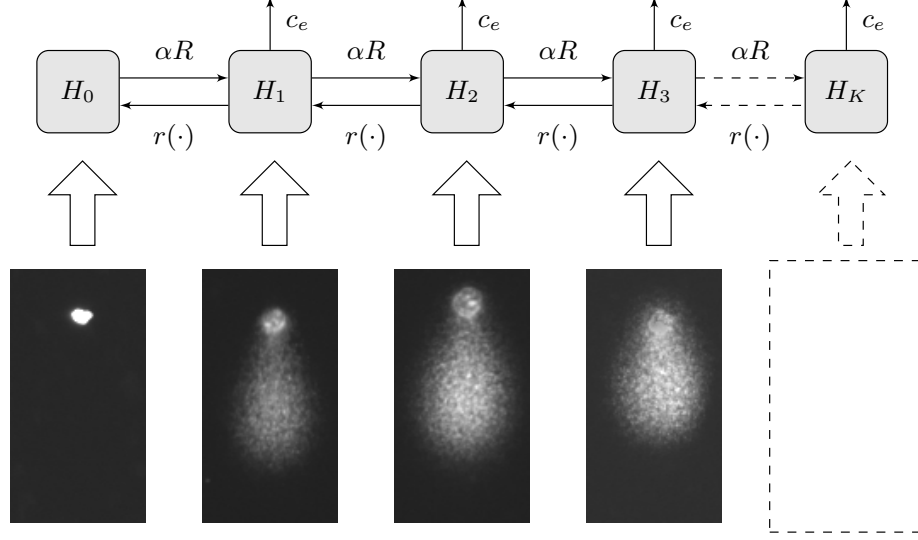 c_e c_e c_e c_e
αR αR αR αR
H_0 H_1 H_2 H_3 H_K
r(·) r(·) r(·) r(·)